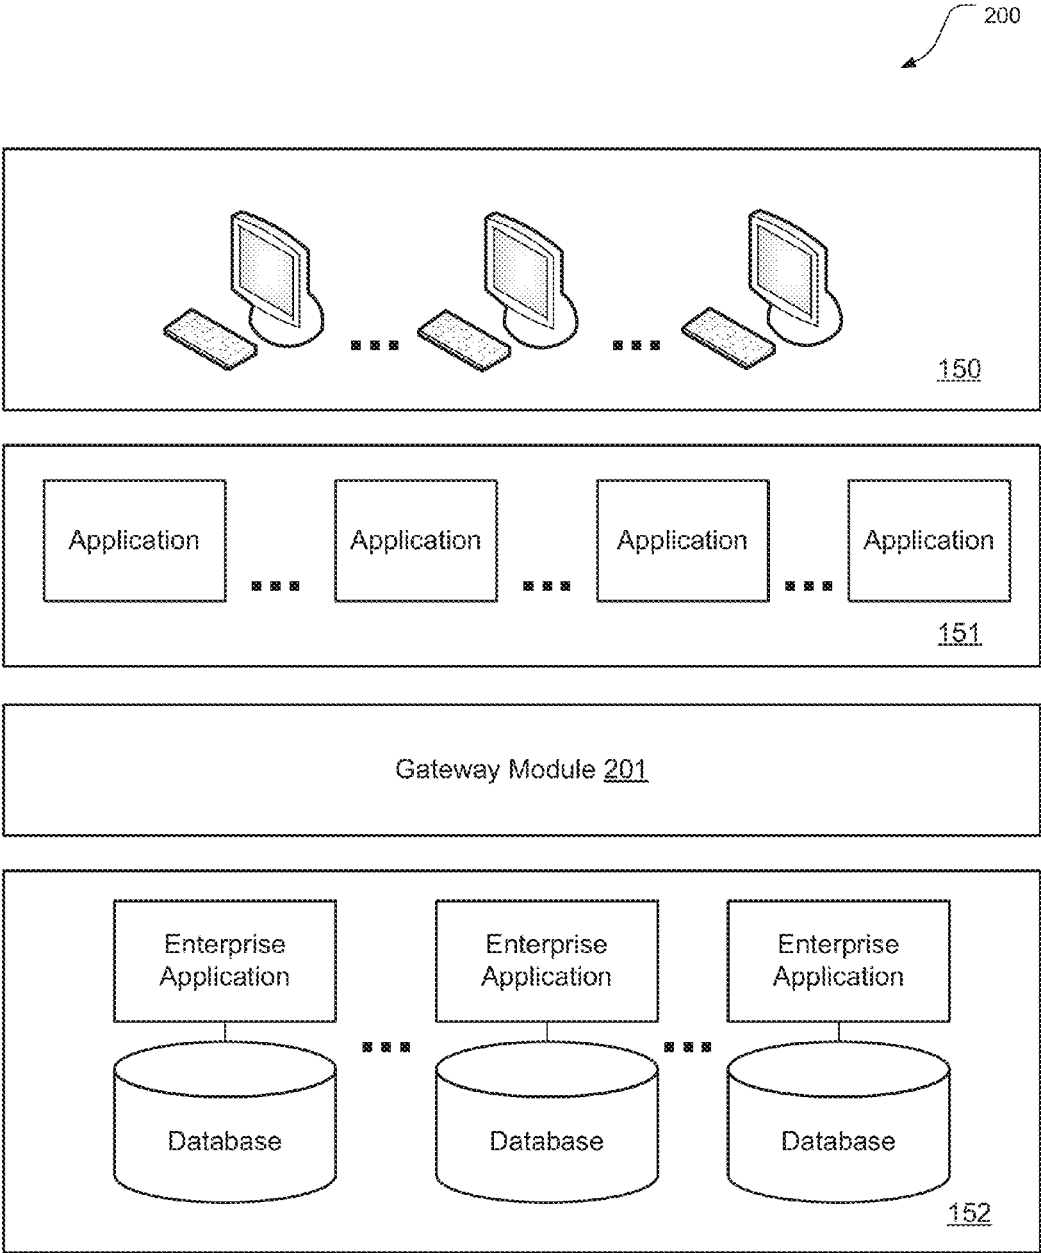 200
150
Application
Application
Application
Application
151
Gateway Module 201
Enterprise
Application
Enterprise
Application
Enterprise
Application
Database
Database
Database
152